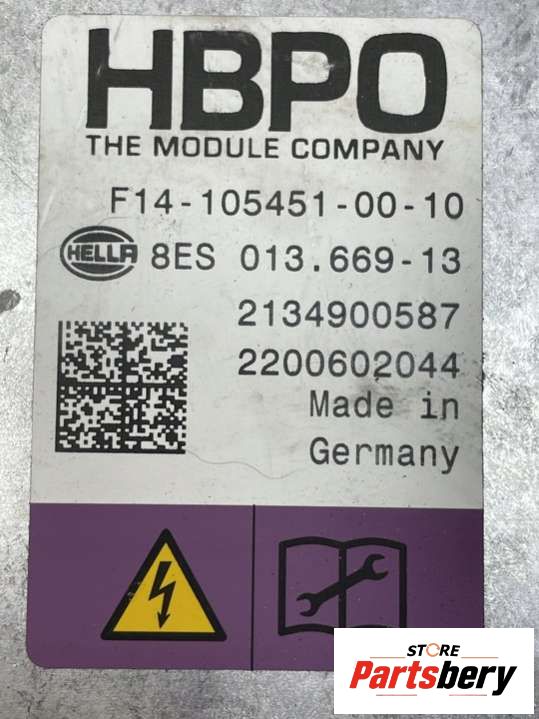 HBPO
THE MODULE COMPANY
F14-105451-00-10
HELLA 8ES 013.669-13
2134900587
2200602044
Made in
Germany
STORE
Partsbery